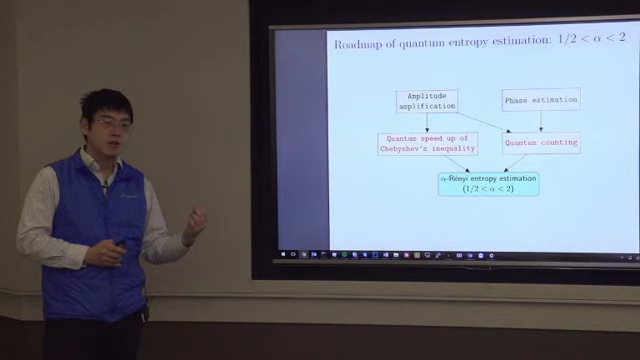 Roadmap of quantum entropy estimation: 1/2 < α < 2
Amplitude
amplification
Phase estimation
Quantum speed up of
Chebyshev's inequality
Quantum counting
α-Rényi entropy estimation
(1/2 < α < 2)